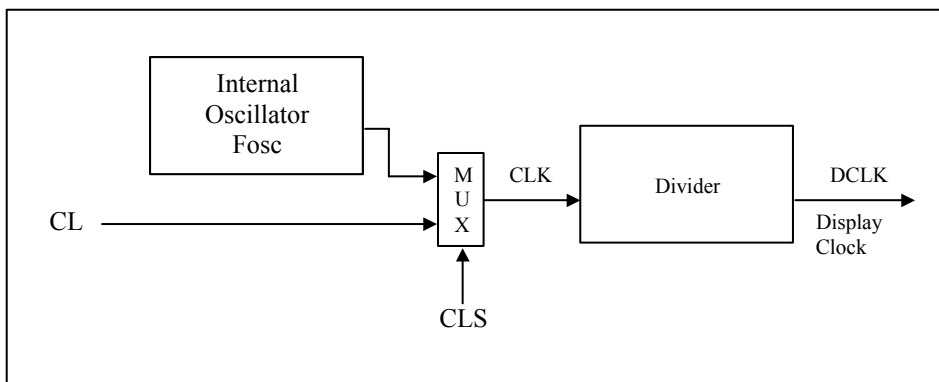 Internal
Oscillator
Fosc
CL
M
U
X
CLS
CLK
Divider
DCLK
Display
Clock